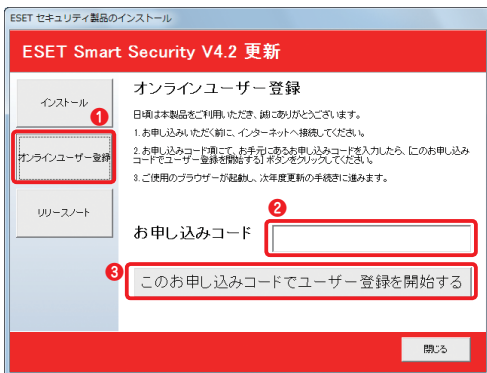 ESET セキュリティ製品のインストール
ESET Smart Security V4.2 更新
インストール
1
オンラインユーザー登録
リリースノート
オンラインユーザー登録
日頃は本製品をご利用いただき、誠にありがとうございます。
1.お申し込みいただく前に、インターネットへ接続してください。
2.お申し込みコード項にて、お手元にあるお申し込みコードを入力したら、[このお申し込み
コードでユーザー登録を開始する] ボタンをクリックしてください。
3.ご使用のブラウザーが起動し、次年度更新の手続きに進みます。
2
お申し込みコード
3
このお申し込みコードでユーザー登録を開始する
閉じる